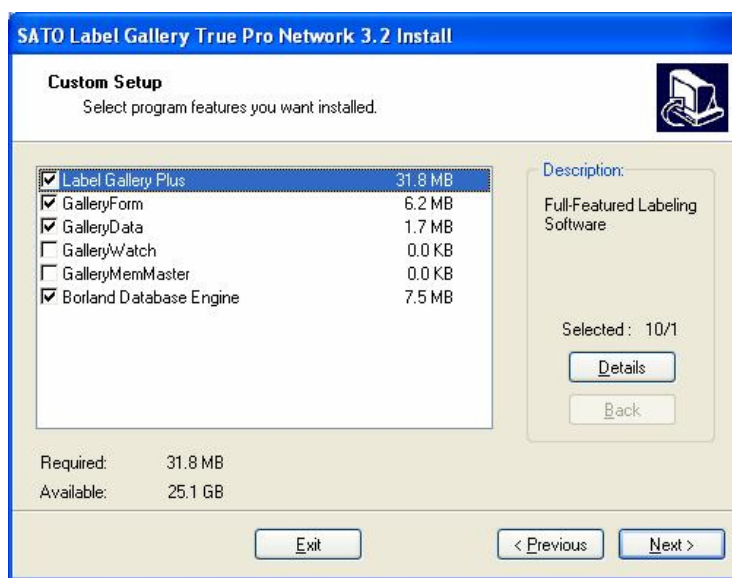 SATO Label Gallery True Pro Network 3.2 Install
Custom Setup
Select program features you want installed.
Label Gallery Plus 31.8 MB
GalleryForm 6.2 MB
GalleryData 1.7 MB
GalleryWatch 0.0 KB
GalleryMemMaster 0.0 KB
Borland Database Engine 7.5 MB
Description:
Full-Featured Labeling
Software
Selected : 10/1
Details
Back
Required: 31.8 MB
Available: 25.1 GB
Exit
< Previous
Next >